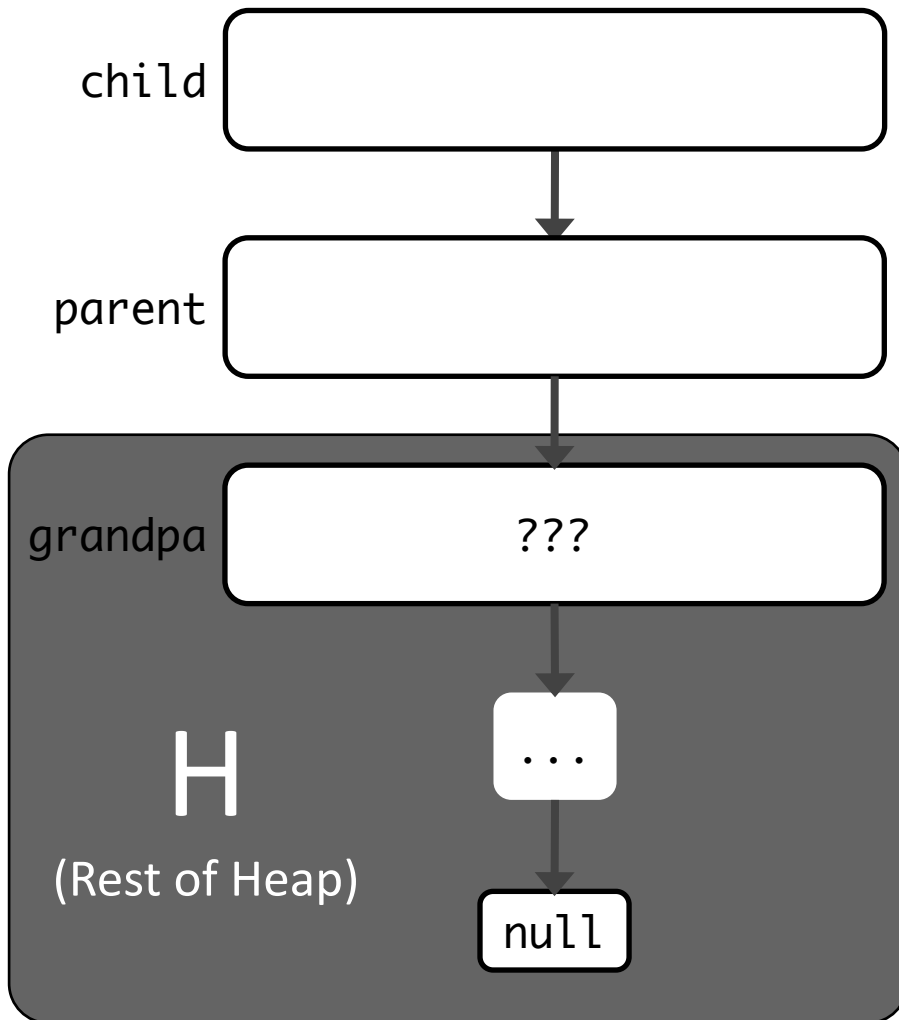 child
parent
grandpa
???
...
H
(Rest of Heap)
null